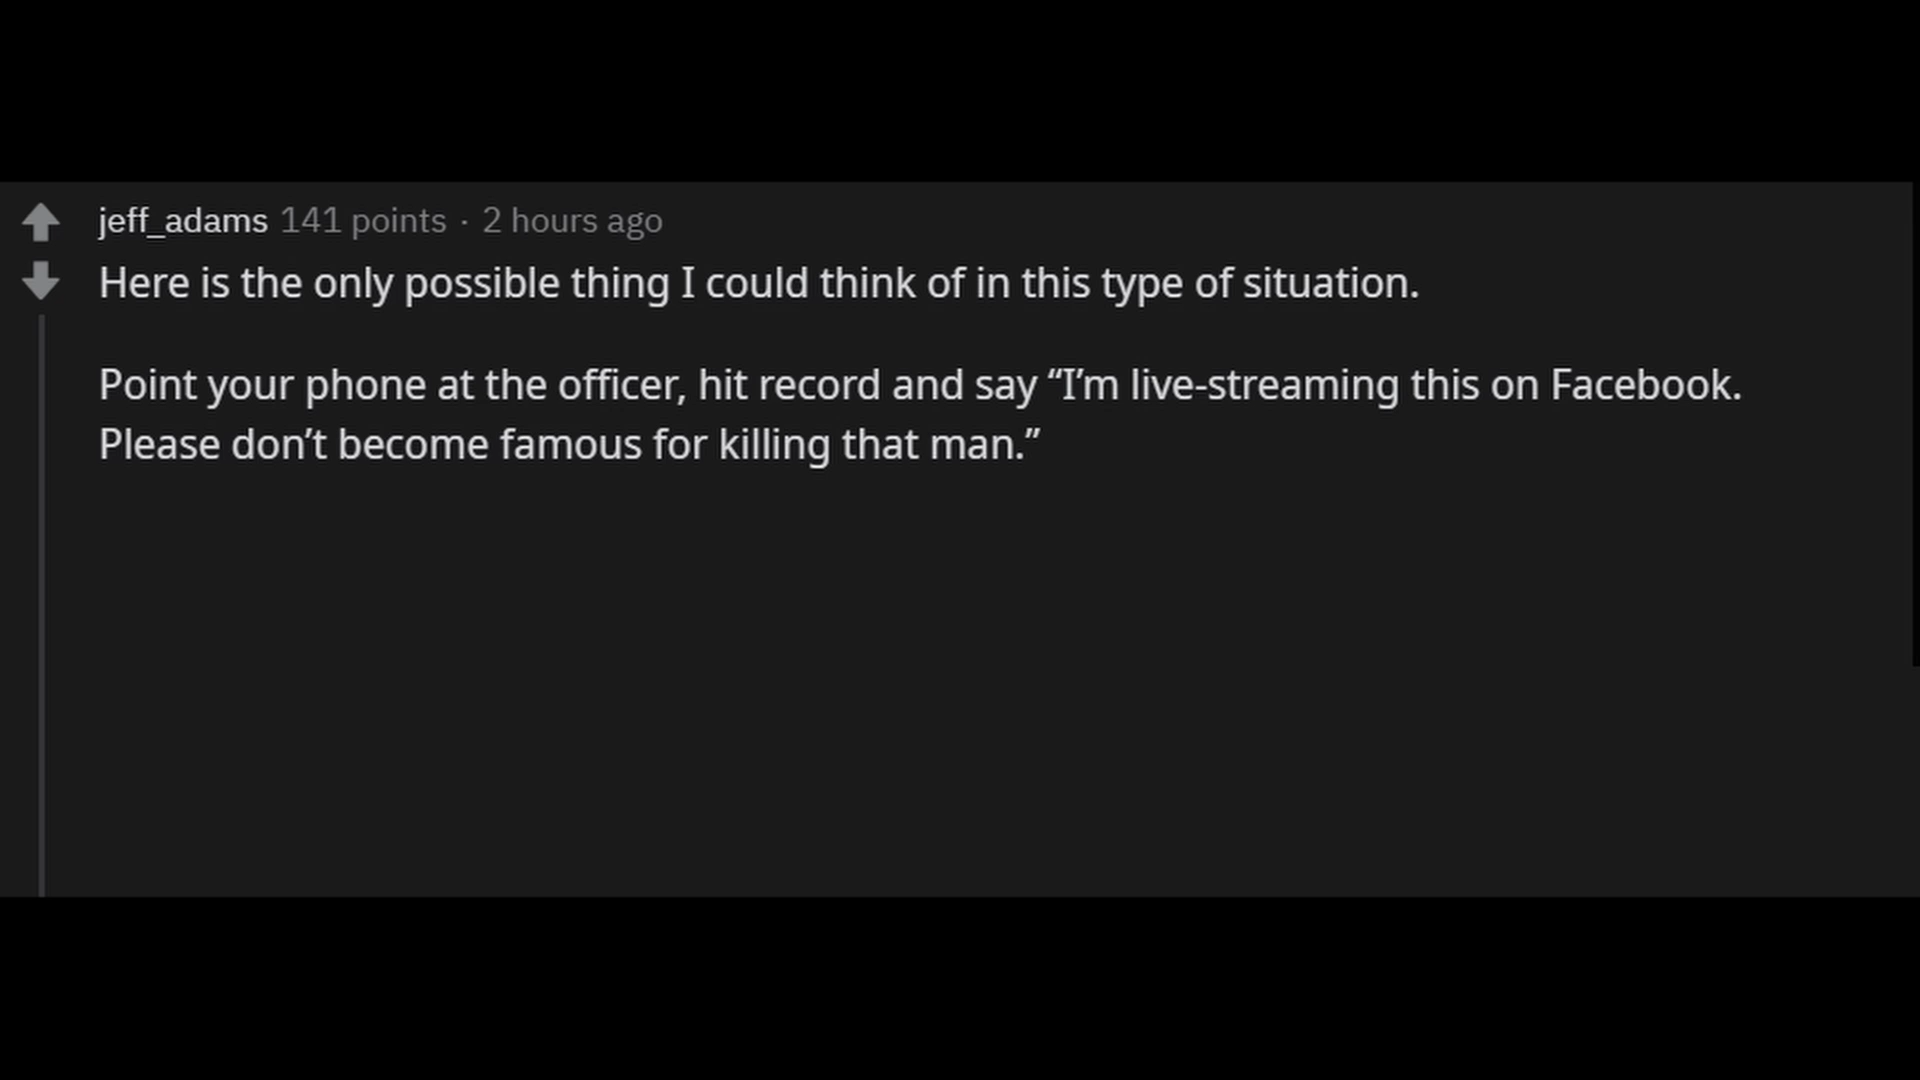 jeff_adams 141 points · 2 hours ago
Here is the only possible thing I could think of in this type of situation.
Point your phone at the officer, hit record and say “I’m live-streaming this on Facebook.
Please don’t become famous for killing that man.”